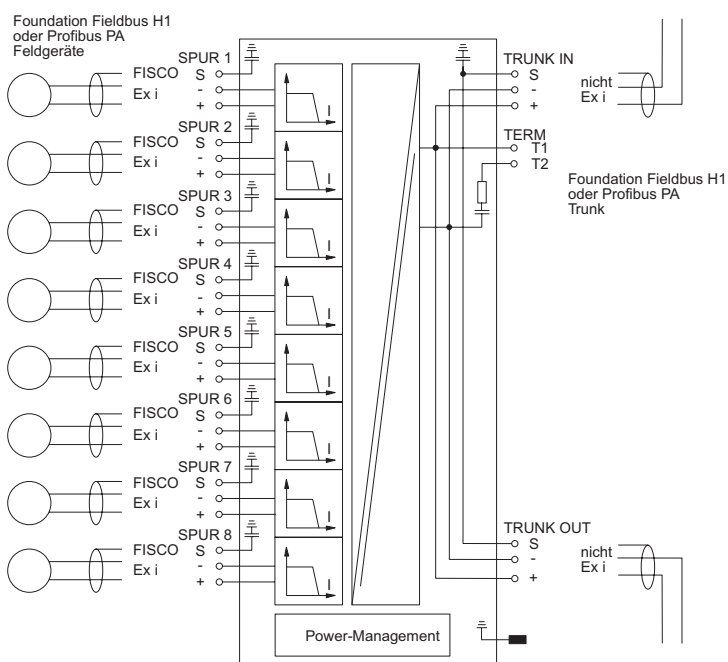 Foundation Fieldbus H1
oder Profibus PA
Feldgeräte
SPUR 1
FISCO S
Ex i -
+
I
SPUR 2
FISCO S
Ex i -
+
I
SPUR 3
FISCO S
Ex i -
+
I
SPUR 4
FISCO S
Ex i -
+
I
SPUR 5
FISCO S
Ex i -
+
I
SPUR 6
FISCO S
Ex i -
+
I
SPUR 7
FISCO S
Ex i -
+
I
SPUR 8
FISCO S
Ex i -
+
I
Power-Management
TRUNK IN
S
-
+
nicht
Ex i
TERM
T1
T2
Foundation Fieldbus H1
oder Profibus PA
Trunk
TRUNK OUT
S
-
+
nicht
Ex i